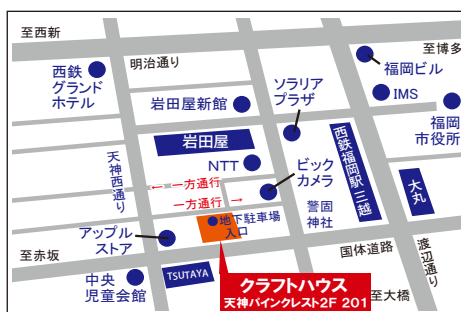 至西新
明治通り
至博多
西鉄
グランド
ホテル
ソラリア
プラザ
福岡ビル
IMS
岩田屋新館
福岡
市役所
岩田屋
天神西通り
NTT
ビック
カメラ
西鉄福岡駅 三越
←一方通行
一方通行→
大丸
警固
神社
地下駐車場
入口
アップル
ストア
至赤坂
国体道路
渡辺通り
中央
児童会館
TSUTAYA
クラフトハウス
天神パインクレスト2F 201
至大橋